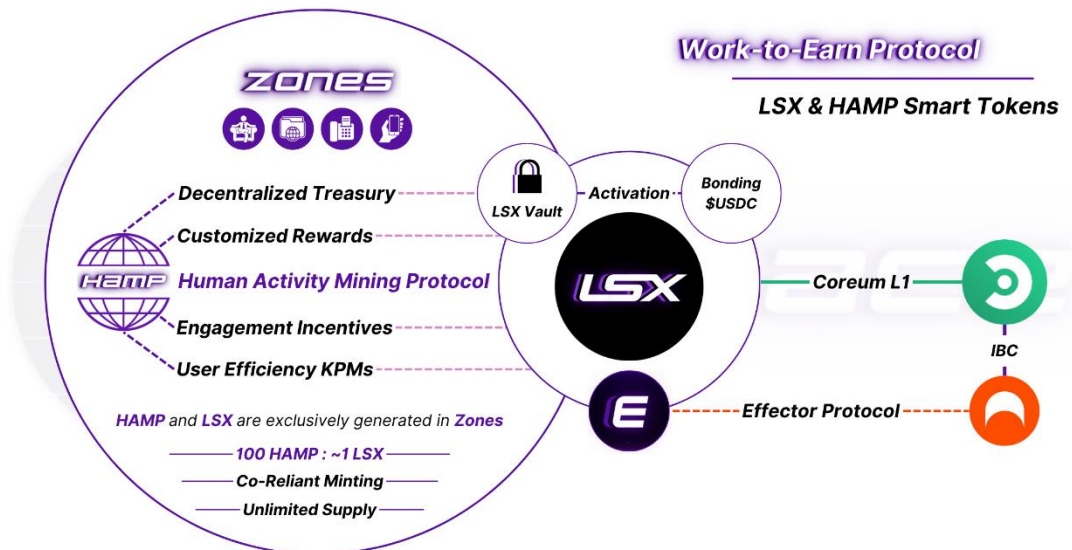 Work-to-Earn Protocol
LSX & HAMP Smart Tokens
ZONES
Decentralized Treasury
LSX Vault
Activation
Bonding
$USDC
Customized Rewards
HAMP
Human Activity Mining Protocol
LSX
Coreum L1
Engagement Incentives
IBC
User Efficiency KPMs
E
Effector Protocol
HAMP and LSX are exclusively generated in Zones
100 HAMP : ~1 LSX
Co-Reliant Minting
Unlimited Supply